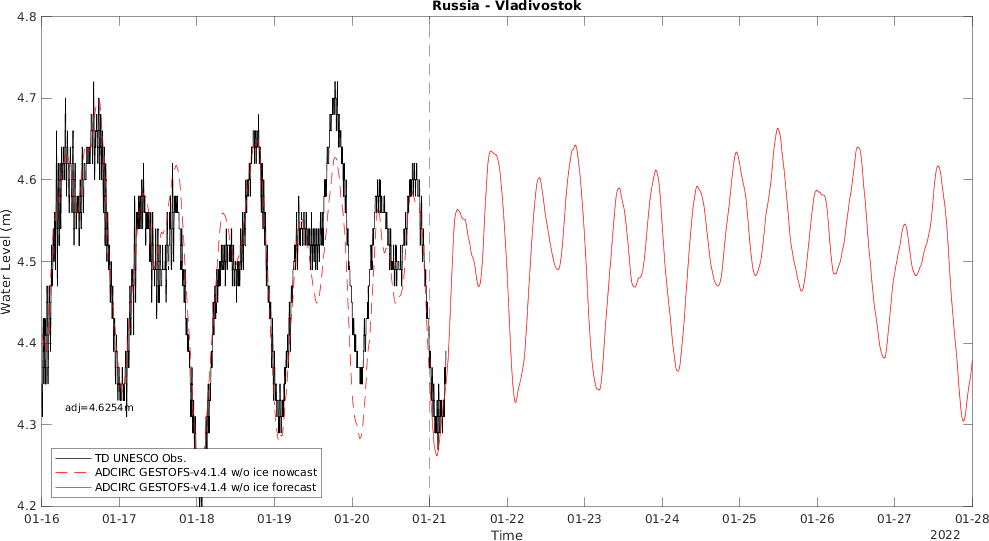 Russia - Vladivostok
4.8
4.7
4.6
4.5
4.4
4.3
4.2
Water Level (m)
adj=4.6254m
TD UNESCO Obs.
ADCIRC GESTOFS-v4.1.4 w/o ice nowcast
ADCIRC GESTOFS-v4.1.4 w/o ice forecast
01-16 01-17 01-18 01-19 01-20 01-21 01-22 01-23 01-24 01-25 01-26 01-27 01-28
Time
2022